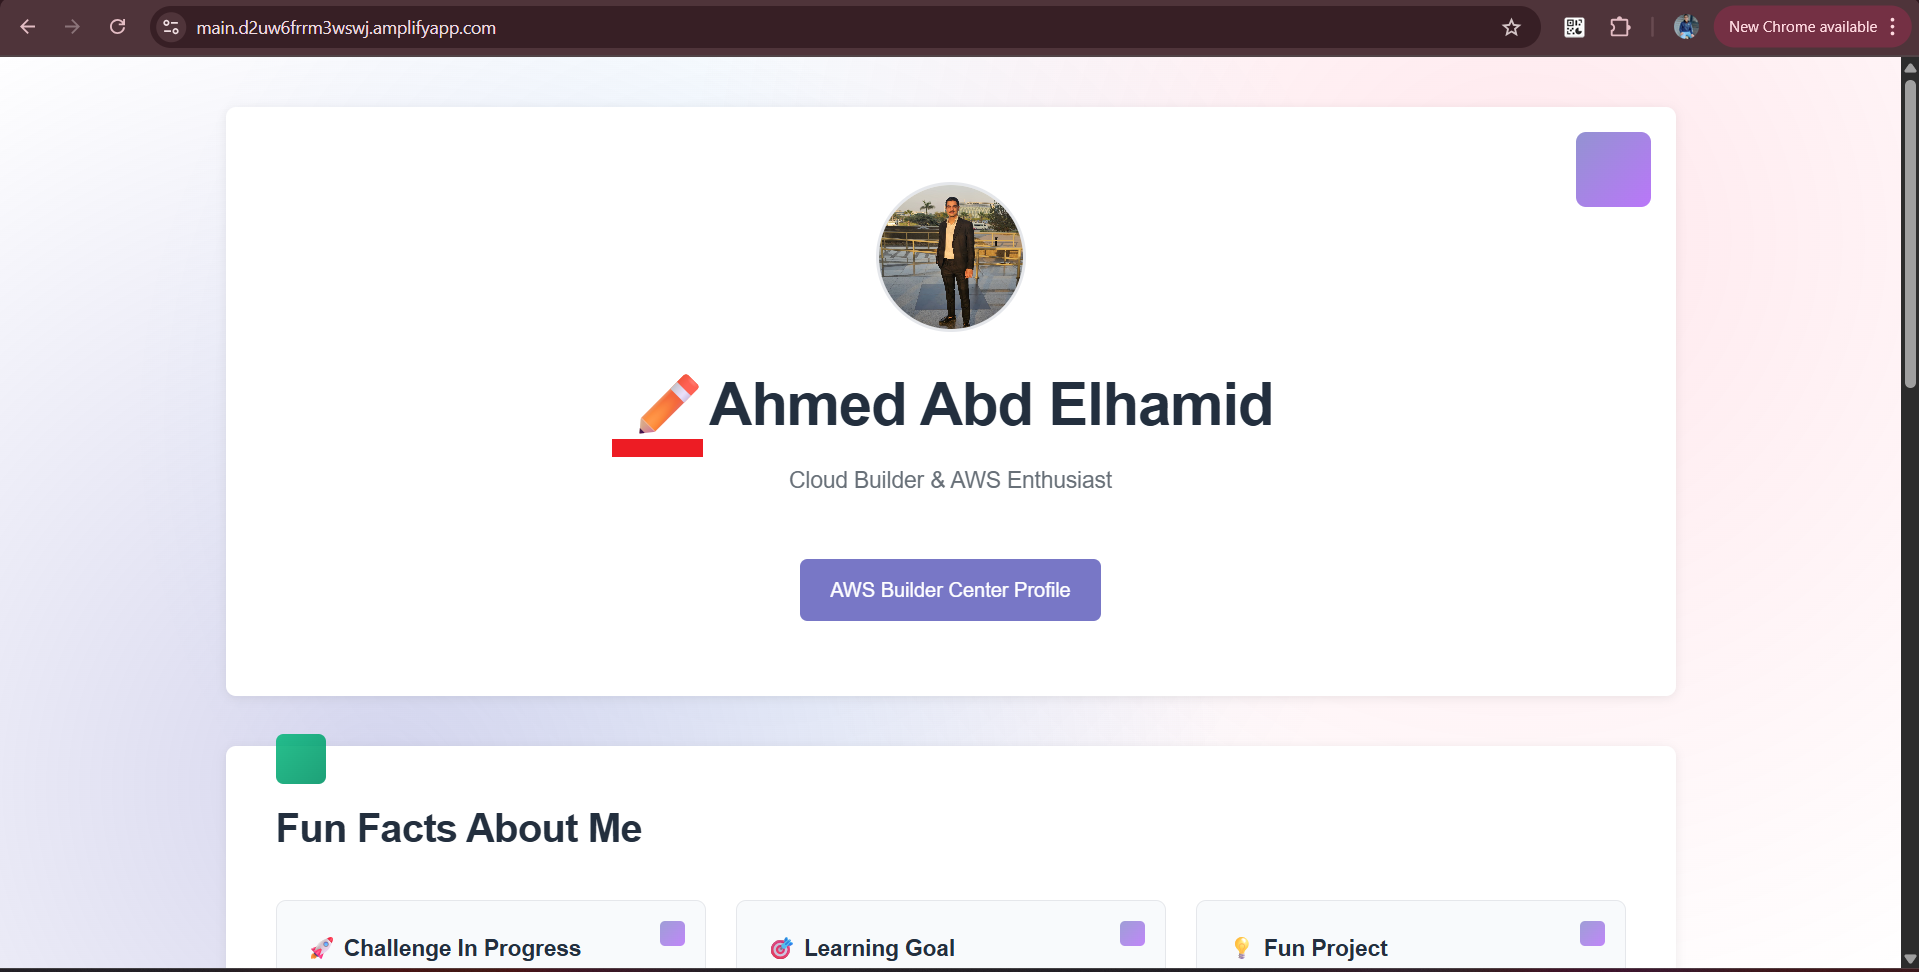 main.d2uw6frrm3wswj.amplifyapp.com
New Chrome available
Ahmed Abd Elhamid
Cloud Builder & AWS Enthusiast
AWS Builder Center Profile
Fun Facts About Me
Challenge In Progress
Learning Goal
Fun Project